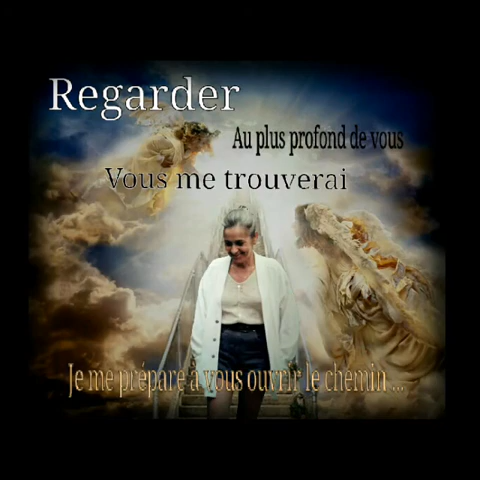 Regarder
Au plus profond de vous
Vous me trouverai
Je me prépare à vous ouvrir le chemin ...